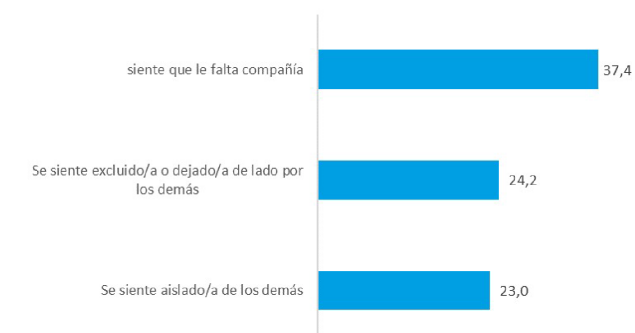 siente que le falta compañía
37,4
Se siente excluido/a o dejado/a de lado por
los demás
24,2
Se siente aislado/a de los demás
23,0